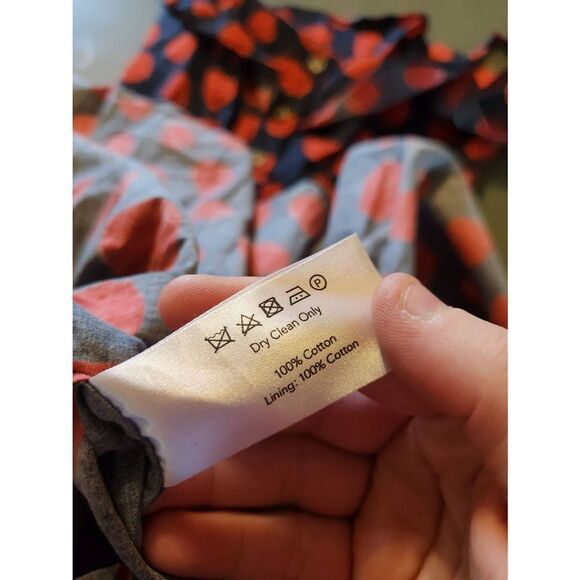 P
Dry Clean Only
100% Cotton
Lining: 100% Cotton